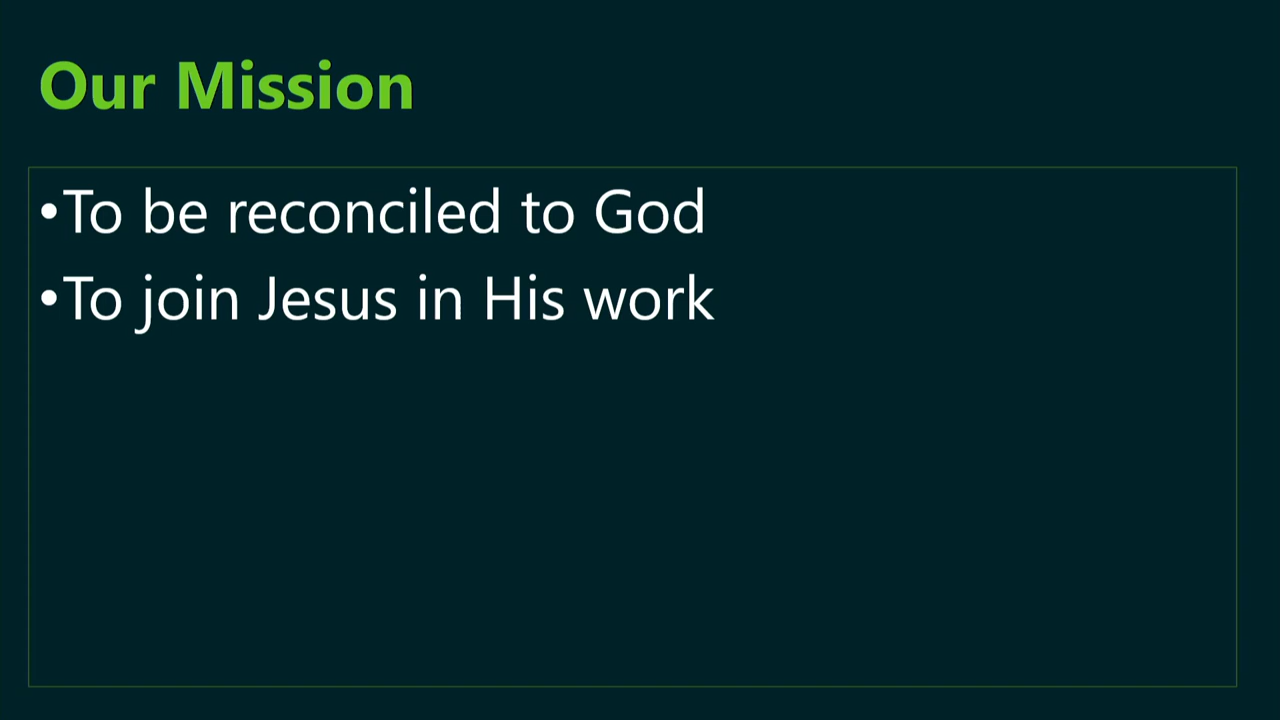 Our Mission
•To be reconciled to God
•To join Jesus in His work